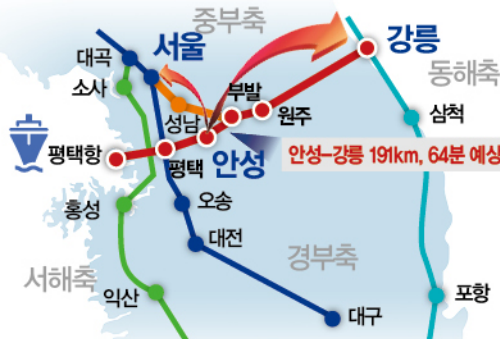 중부축
강릉
서울
대곡
동해축
소사
부발
성남
원주
삼척
평택항
평택
안성
안성-강릉 191km, 64분 예상
홍성
오송
대전
경부축
서해축
익산
포항
대구